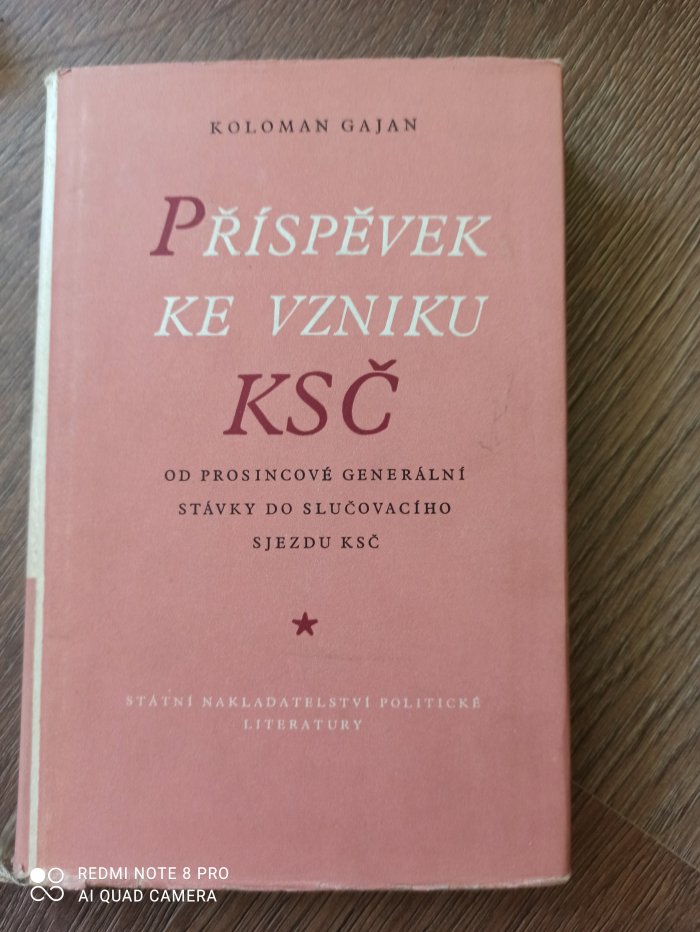 KOLOMAN GAJAN
PŘÍSPĚVEK
KE VZNIKU
KSČ
OD PROSINCOVÉ GENERÁLNÍ
STÁVKY DO SLUČOVACÍHO
SJEZDU KSČ
STÁTNÍ NAKLADATELSTVÍ POLITICKÉ
LITERATURY
REDMI NOTE 8 PRO
AI QUAD CAMERA